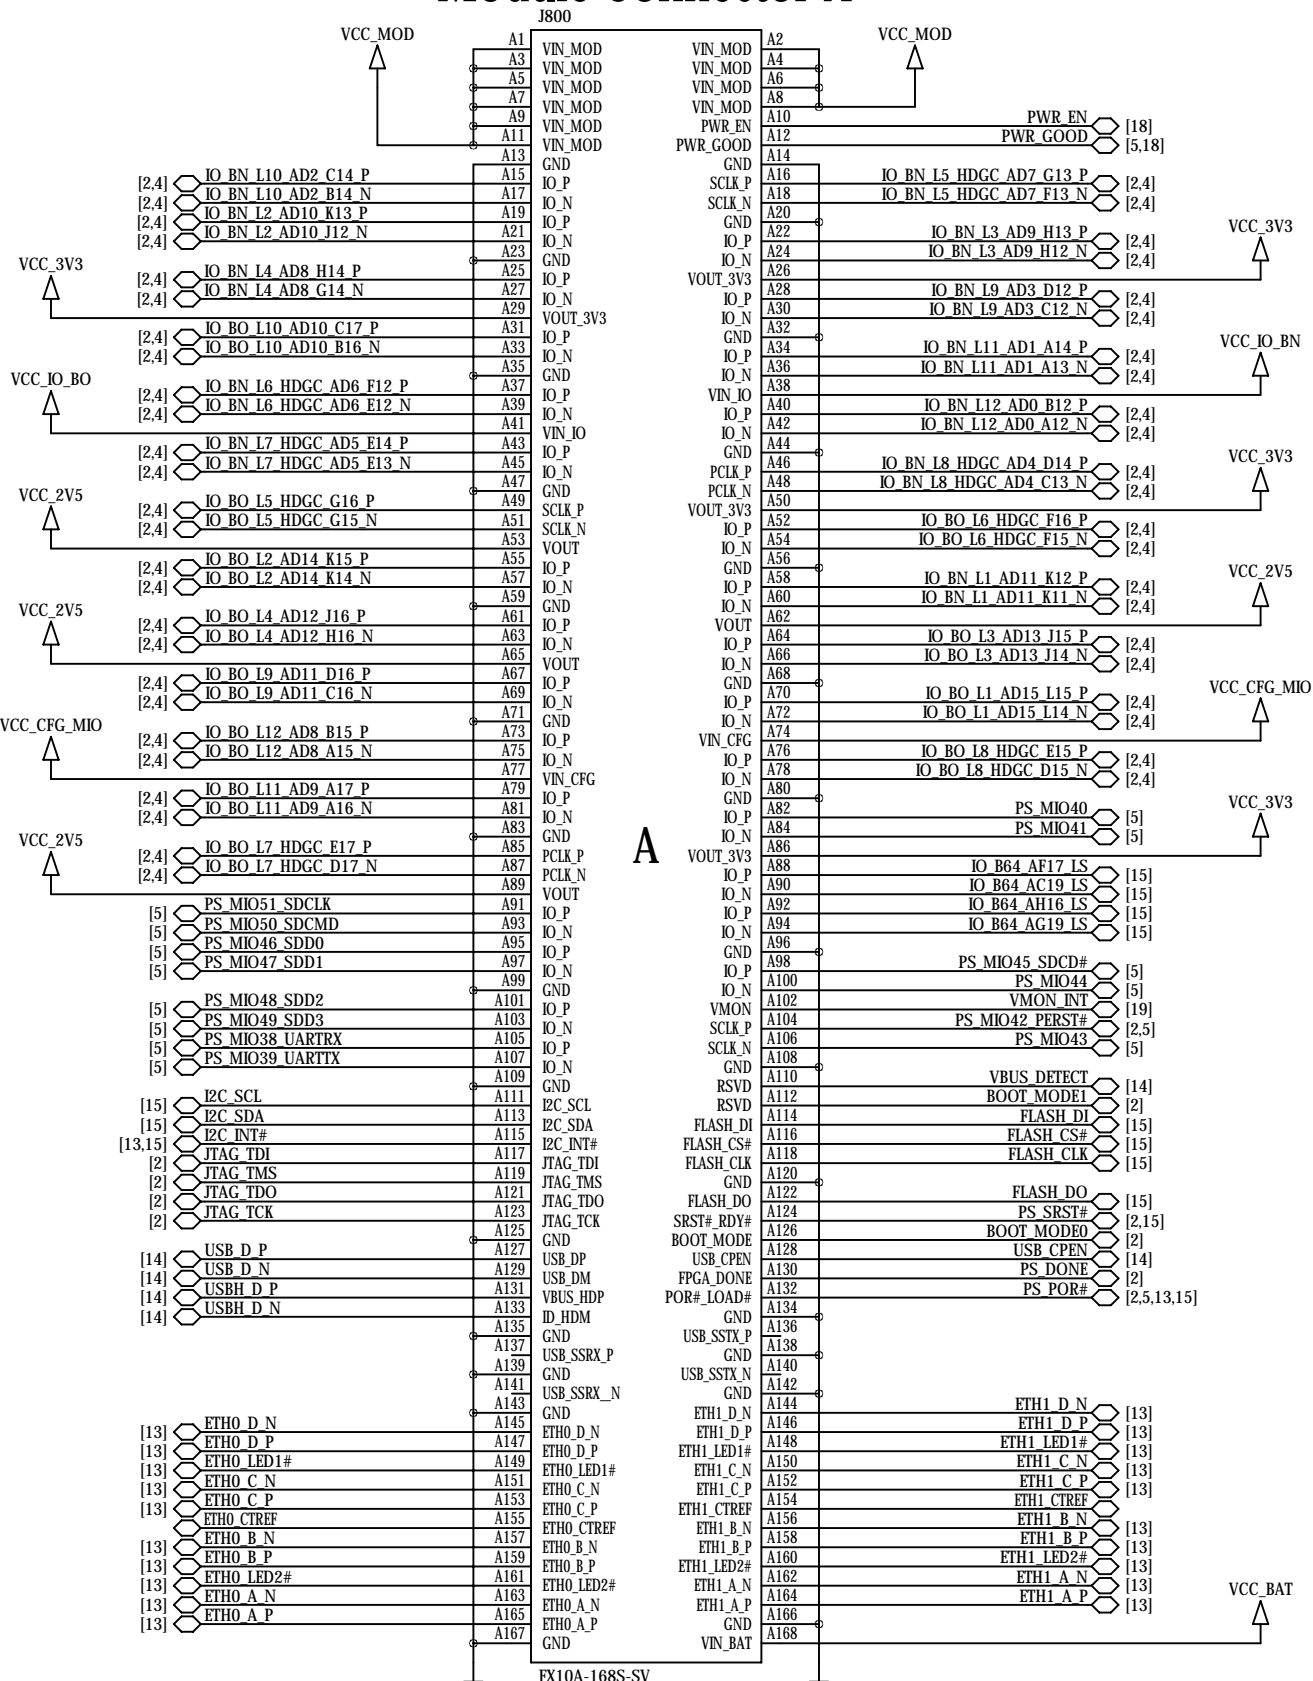 J800
VCC_MOD VCC_MOD
A1 VIN_MOD VIN_MOD A2
A3 VIN_MOD VIN_MOD A4
A5 VIN_MOD VIN_MOD A6
A7 VIN_MOD VIN_MOD A8
A9 VIN_MOD PWR_EN A10 PWR_EN [18]
A11 VIN_MOD PWR_GOOD A12 PWR_GOOD [5,18]
A13 GND GND A14
[2,4] IO_BN_L10_AD2_C14_P A15 IO_P SCLK_P A16 IO_BN_L5_HDGC_AD7_G13_P [2,4]
[2,4] IO_BN_L10_AD2_B14_N A17 IO_N SCLK_N A18 IO_BN_L5_HDGC_AD7_F13_N [2,4]
[2,4] IO_BN_L2_AD10_K13_P A19 IO_P GND A20
[2,4] IO_BN_L2_AD10_J12_N A21 IO_N IO_P A22 IO_BN_L3_AD9_H13_P [2,4]
A23 GND IO_N A24 IO_BN_L3_AD9_H12_N [2,4]
VCC_3V3
[2,4] IO_BN_L4_AD8_H14_P A25 IO_P VOUT_3V3 A26 VCC_3V3
[2,4] IO_BN_L4_AD8_G14_N A27 IO_N IO_P A28 IO_BN_L9_AD3_D12_P [2,4]
A29 VOUT_3V3 IO_N A30 IO_BN_L9_AD3_C12_N [2,4]
[2,4] IO_BO_L10_AD10_C17_P A31 IO_P GND A32
[2,4] IO_BO_L10_AD10_B16_N A33 IO_N IO_P A34 IO_BN_L11_AD1_A14_P [2,4]
A35 GND IO_N A36 IO_BN_L11_AD1_A13_N [2,4]
VCC_IO_BO
[2,4] IO_BN_L6_HDGC_AD6_F12_P A37 IO_P VIN_IO A38 VCC_IO_BN
[2,4] IO_BN_L6_HDGC_AD6_E12_N A39 IO_N IO_P A40 IO_BN_L12_AD0_B12_P [2,4]
A41 VIN_IO IO_N A42 IO_BN_L12_AD0_A12_N [2,4]
[2,4] IO_BN_L7_HDGC_AD5_E14_P A43 IO_P GND A44
[2,4] IO_BN_L7_HDGC_AD5_E13_N A45 IO_N PCLK_P A46 IO_BN_L8_HDGC_AD4_D14_P [2,4]
A47 GND PCLK_N A48 IO_BN_L8_HDGC_AD4_C13_N [2,4]
VCC_2V5
[2,4] IO_BO_L5_HDGC_G16_P A49 SCLK_P VOUT_3V3 A50 VCC_3V3
[2,4] IO_BO_L5_HDGC_G15_N A51 SCLK_N IO_P A52 IO_BO_L6_HDGC_F16_P [2,4]
A53 VOUT IO_N A54 IO_BO_L6_HDGC_F15_N [2,4]
[2,4] IO_BO_L2_AD14_K15_P A55 IO_P GND A56
[2,4] IO_BO_L2_AD14_K14_N A57 IO_N IO_P A58 IO_BN_L1_AD11_K12_P [2,4]
A59 GND IO_N A60 IO_BN_L1_AD11_K11_N [2,4]
VCC_2V5
[2,4] IO_BO_L4_AD12_J16_P A61 IO_P VOUT A62 VCC_2V5
[2,4] IO_BO_L4_AD12_H16_N A63 IO_N IO_P A64 IO_BO_L3_AD13_J15_P [2,4]
A65 VOUT IO_N A66 IO_BO_L3_AD13_J14_N [2,4]
[2,4] IO_BO_L9_AD11_D16_P A67 IO_P GND A68
[2,4] IO_BO_L9_AD11_C16_N A69 IO_N IO_P A70 IO_BO_L1_AD15_L15_P [2,4]
A71 GND IO_N A72 IO_BO_L1_AD15_L14_N [2,4]
VCC_CFG_MIO
[2,4] IO_BO_L12_AD8_B15_P A73 IO_P VIN_CFG A74 VCC_CFG_MIO
[2,4] IO_BO_L12_AD8_A15_N A75 IO_N IO_P A76 IO_BO_L8_HDGC_E15_P [2,4]
A77 VIN_CFG IO_N A78 IO_BO_L8_HDGC_D15_N [2,4]
[2,4] IO_BO_L11_AD9_A17_P A79 IO_P GND A80
[2,4] IO_BO_L11_AD9_A16_N A81 IO_N IO_P A82 PS_MIO40 [5]
A83 GND IO_N A84 PS_MIO41 [5]
A
VCC_2V5
[2,4] IO_BO_L7_HDGC_E17_P A85 PCLK_P VOUT_3V3 A86 VCC_3V3
[2,4] IO_BO_L7_HDGC_D17_N A87 PCLK_N IO_P A88 IO_B64_AF17_LS [15]
A89 VOUT IO_N A90 IO_B64_AC19_LS [15]
[5] PS_MIO51_SDCLK A91 IO_P IO_P A92 IO_B64_AH16_LS [15]
[5] PS_MIO50_SDCMD A93 IO_N IO_N A94 IO_B64_AG19_LS [15]
[5] PS_MIO46_SDD0 A95 IO_P GND A96
[5] PS_MIO47_SDD1 A97 IO_N IO_P A98 PS_MIO45_SDCD# [5]
A99 GND IO_N A100 PS_MIO44 [5]
[5] PS_MIO48_SDD2 A101 IO_P VMON A102 VMON_INT [19]
[5] PS_MIO49_SDD3 A103 IO_N SCLK_P A104 PS_MIO42_PERST# [2,5]
[5] PS_MIO38_UARTRX A105 IO_P SCLK_N A106 PS_MIO43 [5]
[5] PS_MIO39_UARTTX A107 IO_N GND A108
A109 GND RSVD A110 VBUS_DETECT [14]
[15] I2C_SCL A111 I2C_SCL RSVD A112 BOOT_MODE1 [2]
[15] I2C_SDA A113 I2C_SDA FLASH_DI A114 FLASH_DI [15]
[13,15] I2C_INT# A115 I2C_INT# FLASH_CS# A116 FLASH_CS# [15]
[2] JTAG_TDI A117 JTAG_TDI FLASH_CLK A118 FLASH_CLK [15]
[2] JTAG_TMS A119 JTAG_TMS GND A120
[2] JTAG_TDO A121 JTAG_TDO FLASH_DO A122 FLASH_DO [15]
[2] JTAG_TCK A123 JTAG_TCK SRST#_RDY# A124 PS_SRST# [2,15]
A125 GND BOOT_MODE A126 BOOT_MODE0 [2]
[14] USB_D_P A127 USB_DP USB_CPEN A128 USB_CPEN [14]
[14] USB_D_N A129 USB_DM FPGA_DONE A130 PS_DONE [2]
[14] USBH_D_P A131 VBUS_HDP POR#_LOAD# A132 PS_POR# [2,5,13,15]
[14] USBH_D_N A133 ID_HDM GND A134
A135 GND USB_SSTX_P A136
A137 USB_SSRX_P GND A138
A139 GND USB_SSTX_N A140
A141 USB_SSRX__N GND A142
A143 GND ETH1_D_N A144 ETH1_D_N [13]
[13] ETH0_D_N A145 ETH0_D_N ETH1_D_P A146 ETH1_D_P [13]
[13] ETH0_D_P A147 ETH0_D_P ETH1_LED1# A148 ETH1_LED1# [13]
[13] ETH0_LED1# A149 ETH0_LED1# ETH1_C_N A150 ETH1_C_N [13]
[13] ETH0_C_N A151 ETH0_C_N ETH1_C_P A152 ETH1_C_P [13]
[13] ETH0_C_P A153 ETH0_C_P ETH1_CTREF A154 ETH1_CTREF
ETH0_CTREF A155 ETH0_CTREF ETH1_B_N A156 ETH1_B_N [13]
[13] ETH0_B_N A157 ETH0_B_N ETH1_B_P A158 ETH1_B_P [13]
[13] ETH0_B_P A159 ETH0_B_P ETH1_LED2# A160 ETH1_LED2# [13]
[13] ETH0_LED2# A161 ETH0_LED2# ETH1_A_N A162 ETH1_A_N [13]
[13] ETH0_A_N A163 ETH0_A_N ETH1_A_P A164 ETH1_A_P [13]
[13] ETH0_A_P A165 ETH0_A_P GND A166
A167 GND VIN_BAT A168 VCC_BAT
FX10A-168S-SV